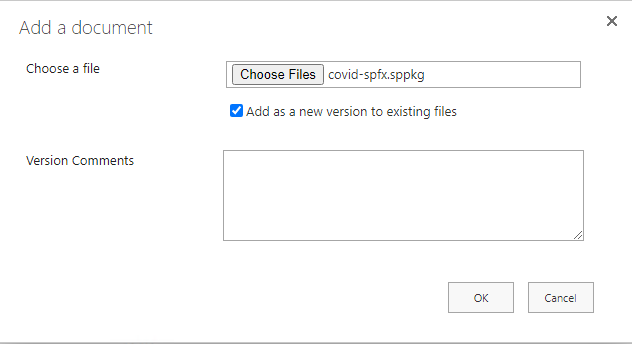 Add a document
Choose a file
Choose Files covid-spfx.sppkg
Add as a new version to existing files
Version Comments
OK Cancel